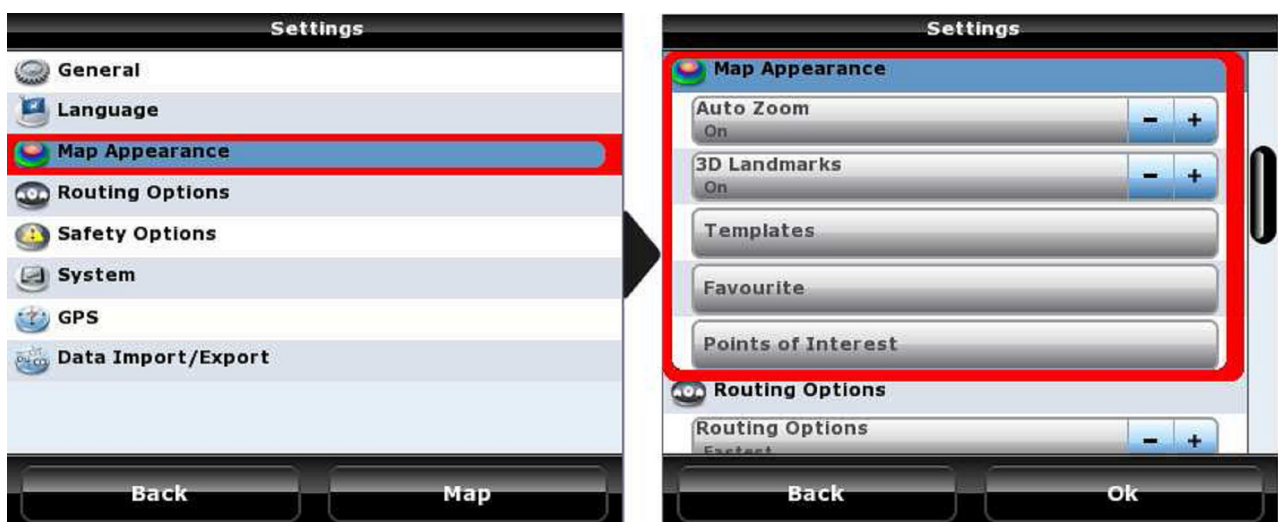 Settings
General
Language
Map Appearance
Routing Options
Safety Options
System
GPS
Data Import/Export
Back
Map
Settings
Map Appearance
Auto Zoom
On
- +
3D Landmarks
On
- +
Templates
Favourite
Points of Interest
Routing Options
Routing Options
Fastest
- +
Back
Ok